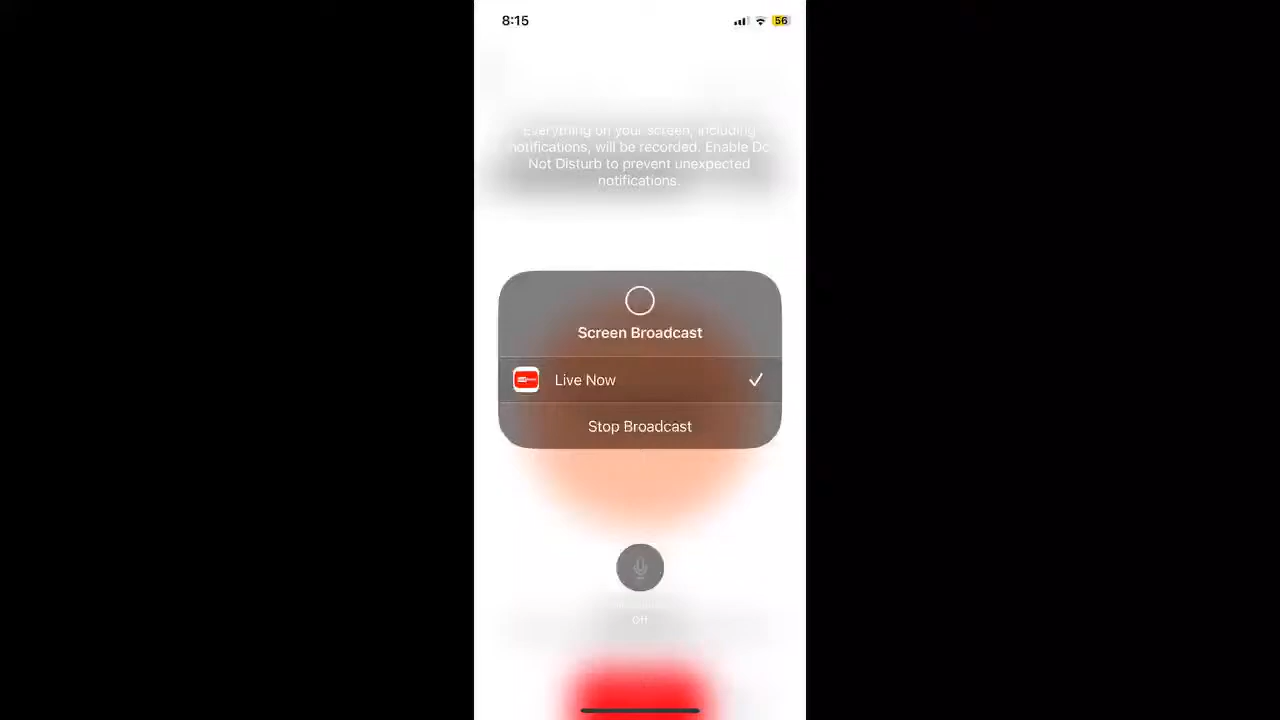 8:15
56
Everything on your screen, including
notifications, will be recorded. Enable Do
Not Disturb to prevent unexpected
notifications.
Screen Broadcast
Live Now
Stop Broadcast
Off